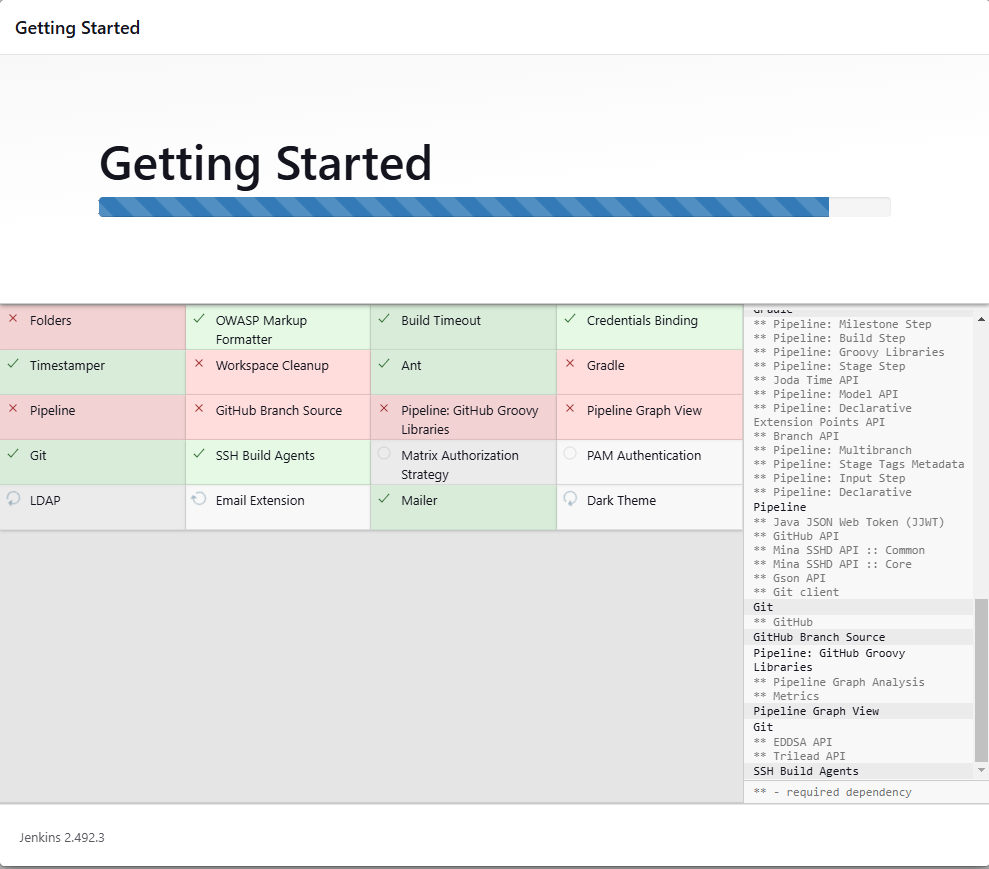 Getting Started
Getting Started
Folders
OWASP Markup
Formatter
Build Timeout
Credentials Binding
Timestamper
Workspace Cleanup
Ant
Gradle
Pipeline
GitHub Branch Source
Pipeline: GitHub Groovy
Libraries
Pipeline Graph View
Git
SSH Build Agents
Matrix Authorization
Strategy
PAM Authentication
LDAP
Email Extension
Mailer
Dark Theme
Gradle
** Pipeline: Milestone Step
** Pipeline: Build Step
** Pipeline: Groovy Libraries
** Pipeline: Stage Step
** Joda Time API
** Pipeline: Model API
** Pipeline: Declarative
Extension Points API
** Branch API
** Pipeline: Multibranch
** Pipeline: Stage Tags Metadata
** Pipeline: Input Step
** Pipeline: Declarative
Pipeline
** Java JSON Web Token (JJWT)
** GitHub API
** Mina SSHD API :: Common
** Mina SSHD API :: Core
** Gson API
** Git client
Git
** GitHub
GitHub Branch Source
Pipeline: GitHub Groovy
Libraries
** Pipeline Graph Analysis
** Metrics
Pipeline Graph View
Git
** EDDSA API
** Trilead API
SSH Build Agents
** - required dependency
Jenkins 2.492.3